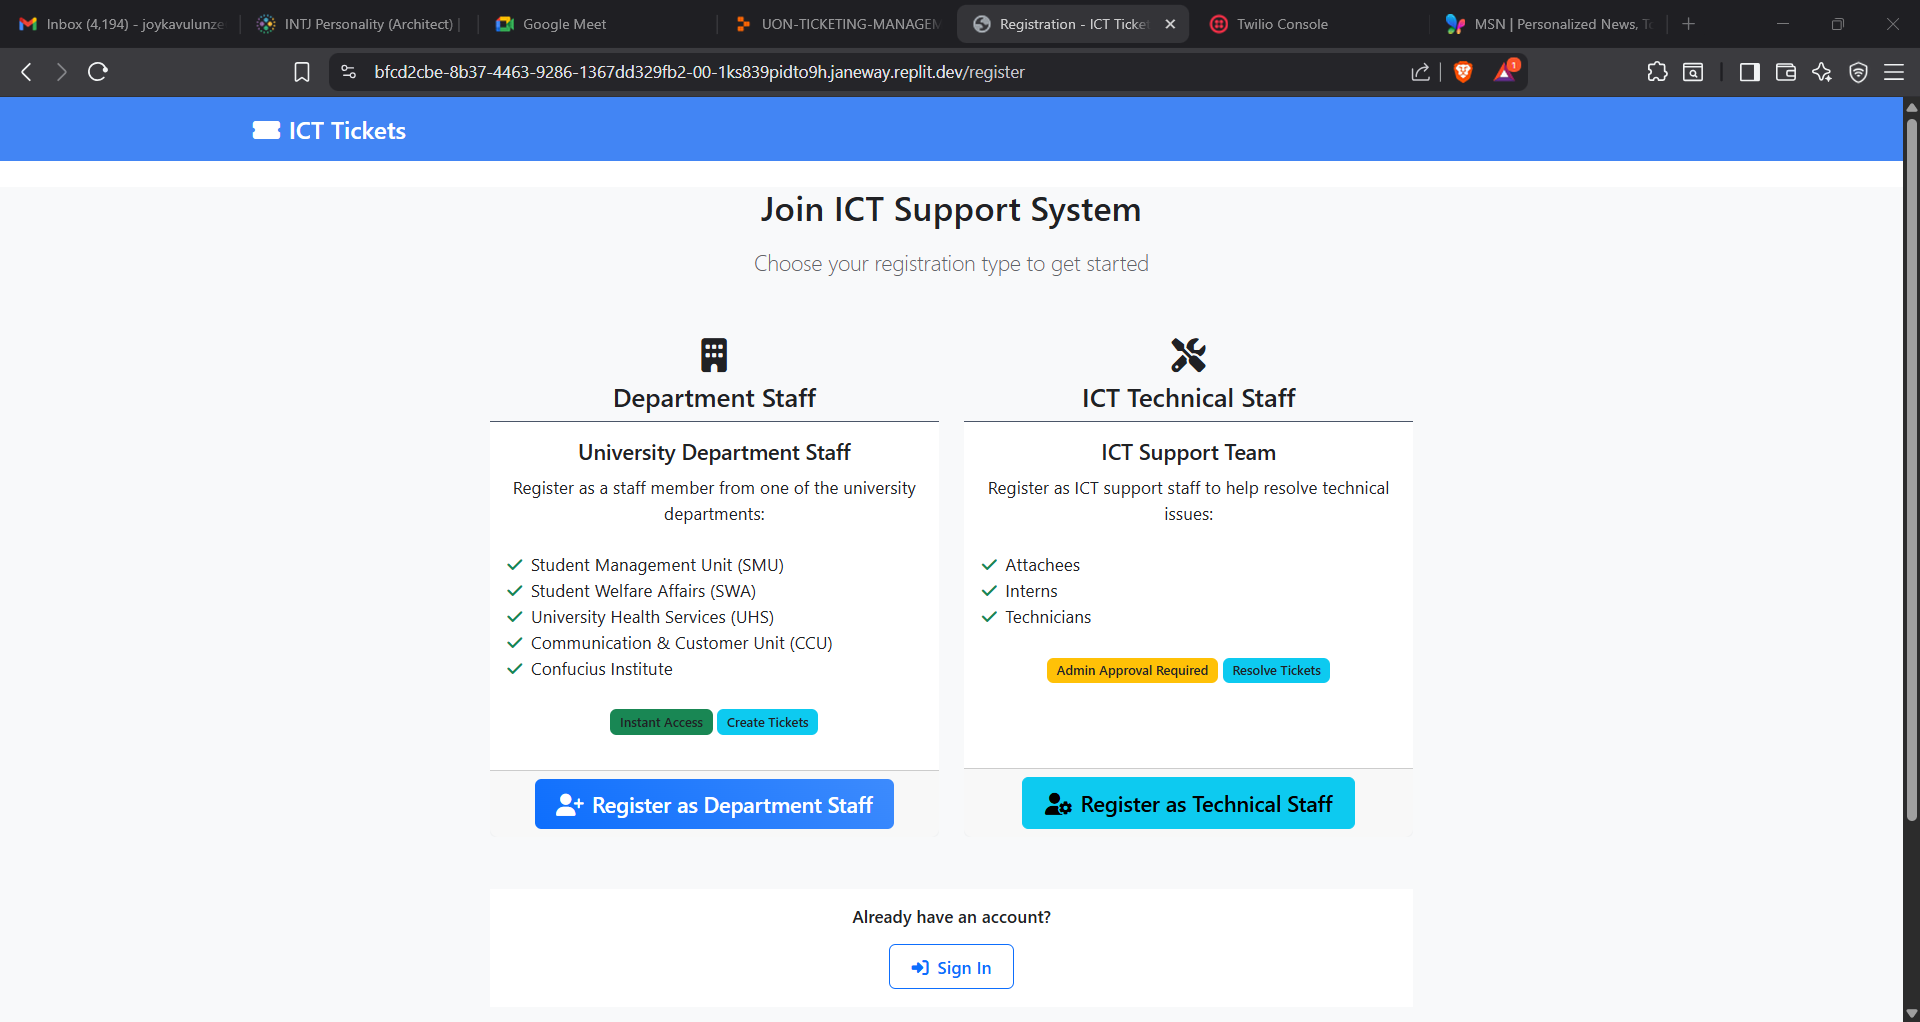 Inbox (4,194) - joykavulunze
INTJ Personality (Architect) |
Google Meet
UON-TICKETING-MANAGEM
Registration - ICT Ticket
Twilio Console
MSN | Personalized News, To
bfcd2cbe-8b37-4463-9286-1367dd329fb2-00-1ks839pidto9h.janeway.replit.dev/register
1
ICT Tickets
Join ICT Support System
Choose your registration type to get started
Department Staff
University Department Staff
Register as a staff member from one of the university
departments:
Student Management Unit (SMU)
Student Welfare Affairs (SWA)
University Health Services (UHS)
Communication & Customer Unit (CCU)
Confucius Institute
Instant Access
Create Tickets
Register as Department Staff
ICT Technical Staff
ICT Support Team
Register as ICT support staff to help resolve technical
issues:
Attachees
Interns
Technicians
Admin Approval Required
Resolve Tickets
Register as Technical Staff
Already have an account?
Sign In